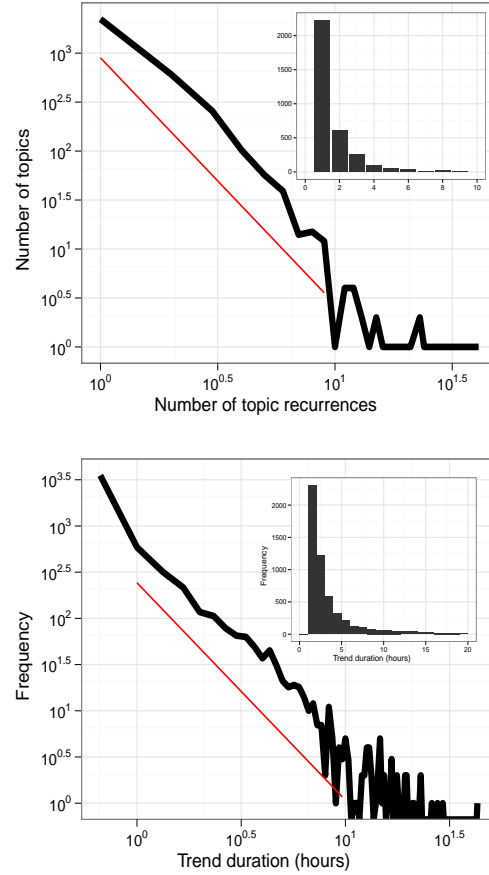 Number of topics
10^3
10^2.5
10^2
10^1.5
10^1
10^0.5
10^0
10^0 10^0.5 10^1 10^1.5
Number of topic recurrences
2000
1500
1000
500
0
0 2 4 6 8 10
Frequency
10^3.5
10^3
10^2.5
10^2
10^1.5
10^1
10^0.5
10^0
10^0 10^0.5 10^1 10^1.5
Trend duration (hours)
Frequency
2000
1500
1000
500
0
0 5 10 15 20
Trend duration (hours)